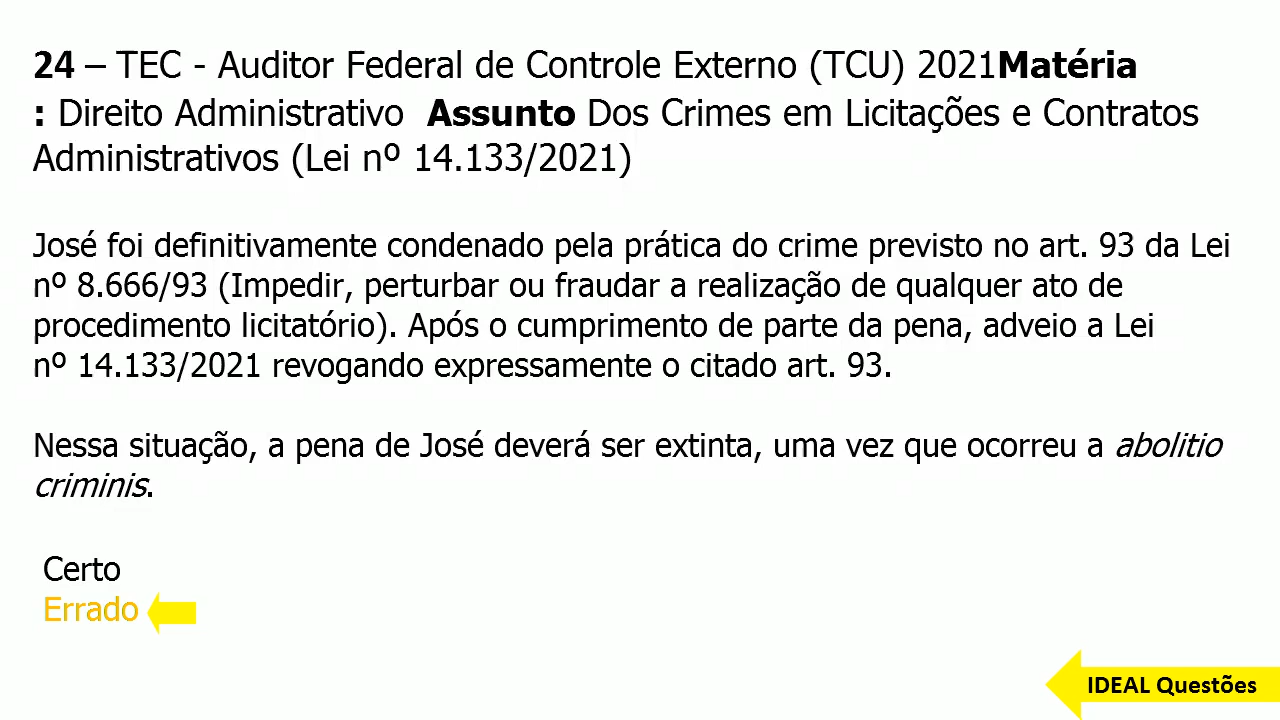 24 – TEC - Auditor Federal de Controle Externo (TCU) 2021Matéria
: Direito Administrativo  Assunto Dos Crimes em Licitações e Contratos
Administrativos (Lei nº 14.133/2021)
José foi definitivamente condenado pela prática do crime previsto no art. 93 da Lei
nº 8.666/93 (Impedir, perturbar ou fraudar a realização de qualquer ato de
procedimento licitatório). Após o cumprimento de parte da pena, adveio a Lei
nº 14.133/2021 revogando expressamente o citado art. 93.
Nessa situação, a pena de José deverá ser extinta, uma vez que ocorreu a abolitio
criminis.
Certo
Errado
IDEAL Questões